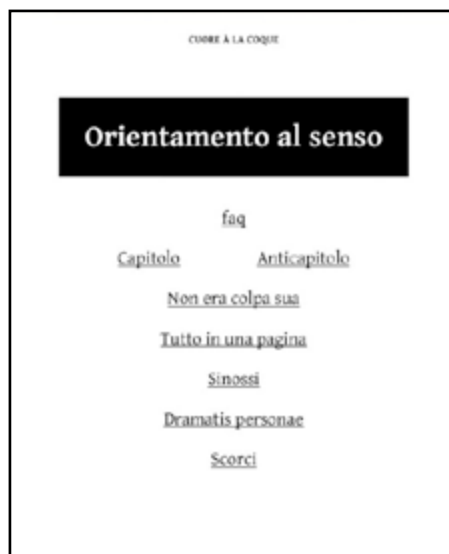 CUORE À LA COQUE
Orientamento al senso
faq
Capitolo Anticapitolo
Non era colpa sua
Tutto in una pagina
Sinossi
Dramatis personae
Scorci